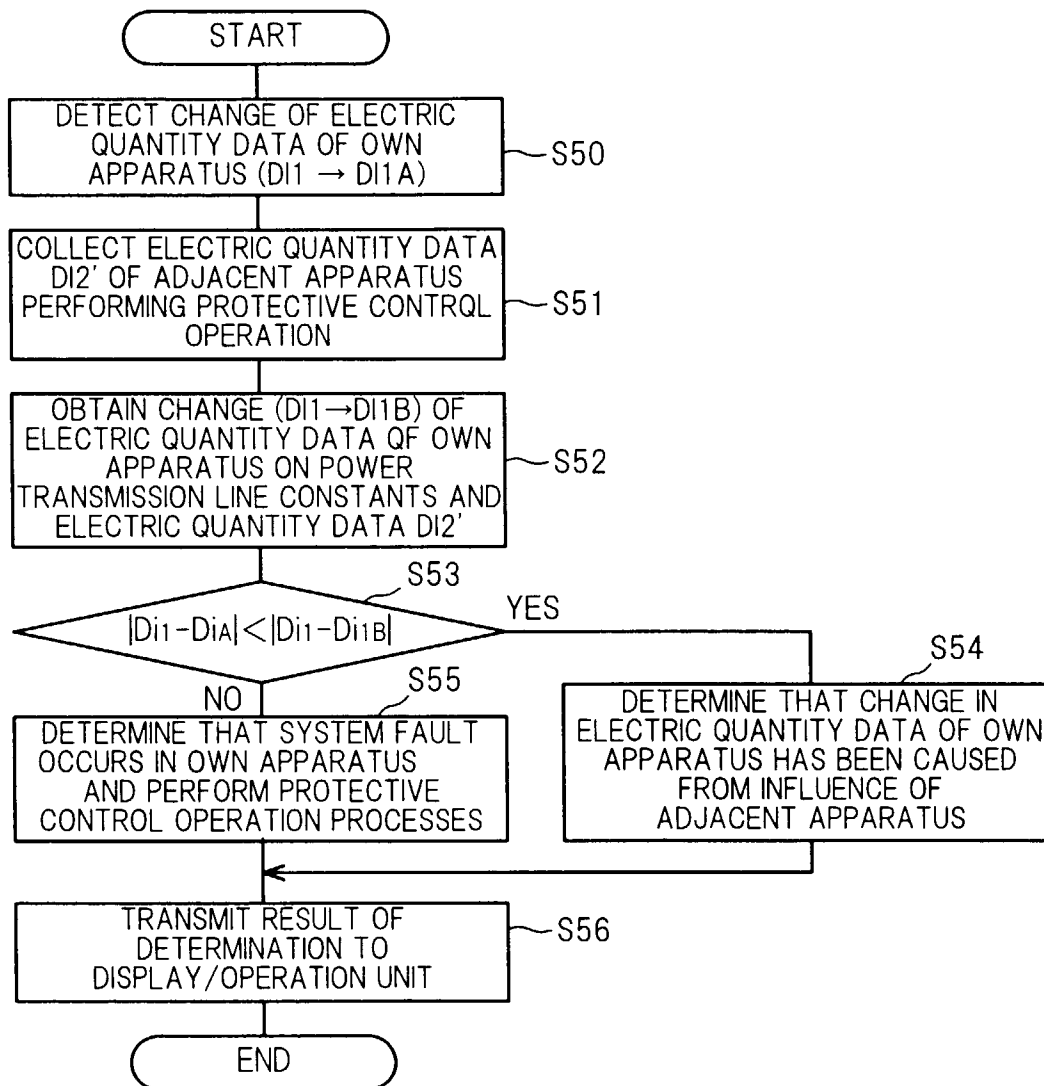 START
DETECT CHANGE OF ELECTRIC
QUANTITY DATA OF OWN
APPARATUS (DI1 → DI1A)
S50
COLLECT ELECTRIC QUANTITY DATA
DI2' OF ADJACENT APPARATUS
PERFORMING PROTECTIVE CONTRQL
OPERATION
S51
OBTAIN CHANGE (DI1→DI1B) OF
ELECTRIC QUANTITY DATA QF OWN
APPARATUS ON POWER
TRANSMISSION LINE CONSTANTS AND
ELECTRIC QUANTITY DATA DI2'
S52
S53
|DI1-DIA|<|DI1-DI1B|
YES
NO
S55
DETERMINE THAT SYSTEM FAULT
OCCURS IN OWN APPARATUS
AND PERFORM PROTECTIVE
CONTROL OPERATION PROCESSES
S54
DETERMINE THAT CHANGE IN
ELECTRIC QUANTITY DATA OF OWN
APPARATUS HAS BEEN CAUSED
FROM INFLUENCE OF
ADJACENT APPARATUS
TRANSMIT RESULT OF
DETERMINATION TO
DISPLAY/OPERATION UNIT
S56
END